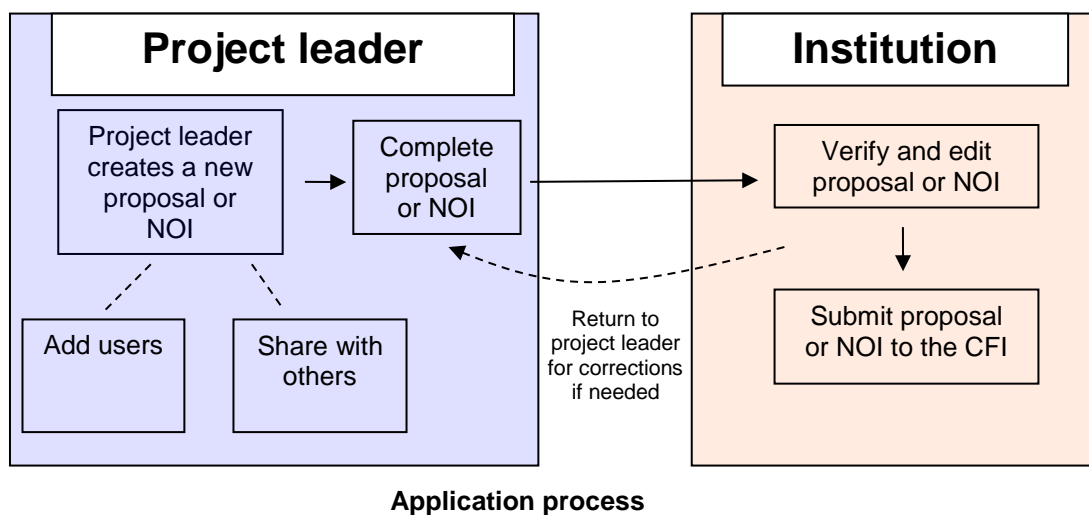 Project leader
Project leader
creates a new
proposal or
NOI
Complete
proposal
or NOI
Add users
Share with
others
Return to
project leader
for corrections
if needed
Institution
Verify and edit
proposal or NOI
Submit proposal
or NOI to the CFI
Application process